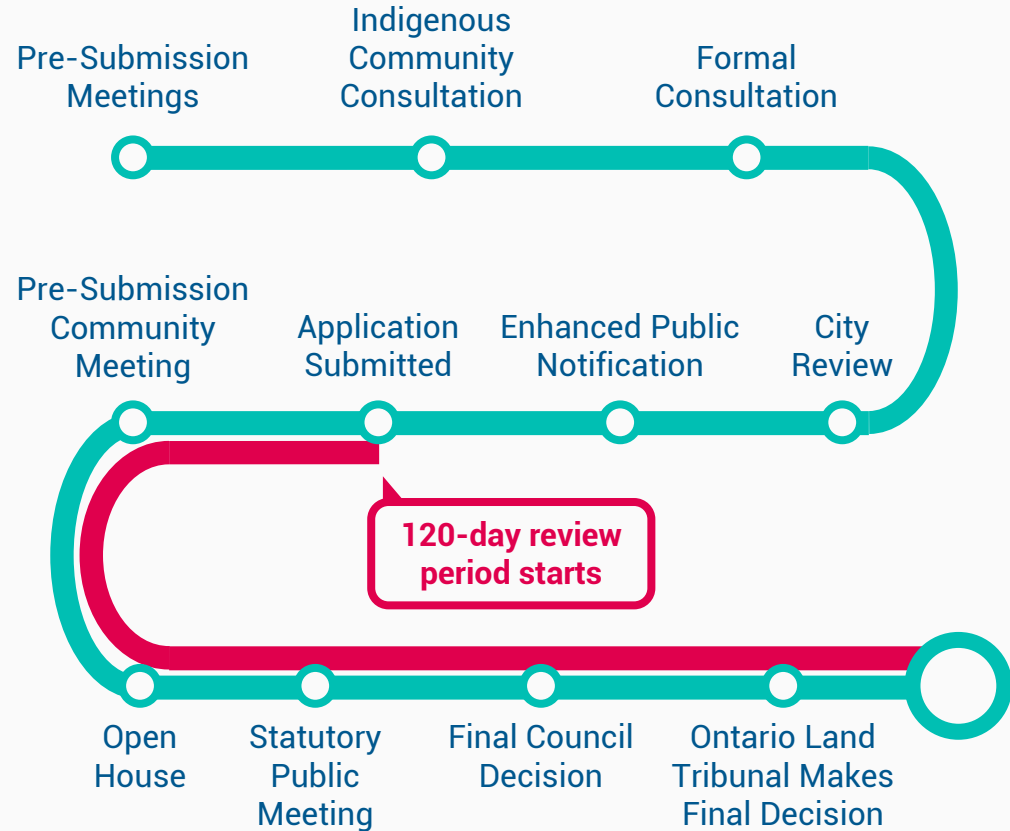 Pre-Submission
Meetings
Indigenous
Community
Consultation
Formal
Consultation
Pre-Submission
Community
Meeting
Application
Submitted
Enhanced Public
Notification
City
Review
120-day review
period starts
Open
House
Statutory
Public
Meeting
Final Council
Decision
Ontario Land
Tribunal Makes
Final Decision